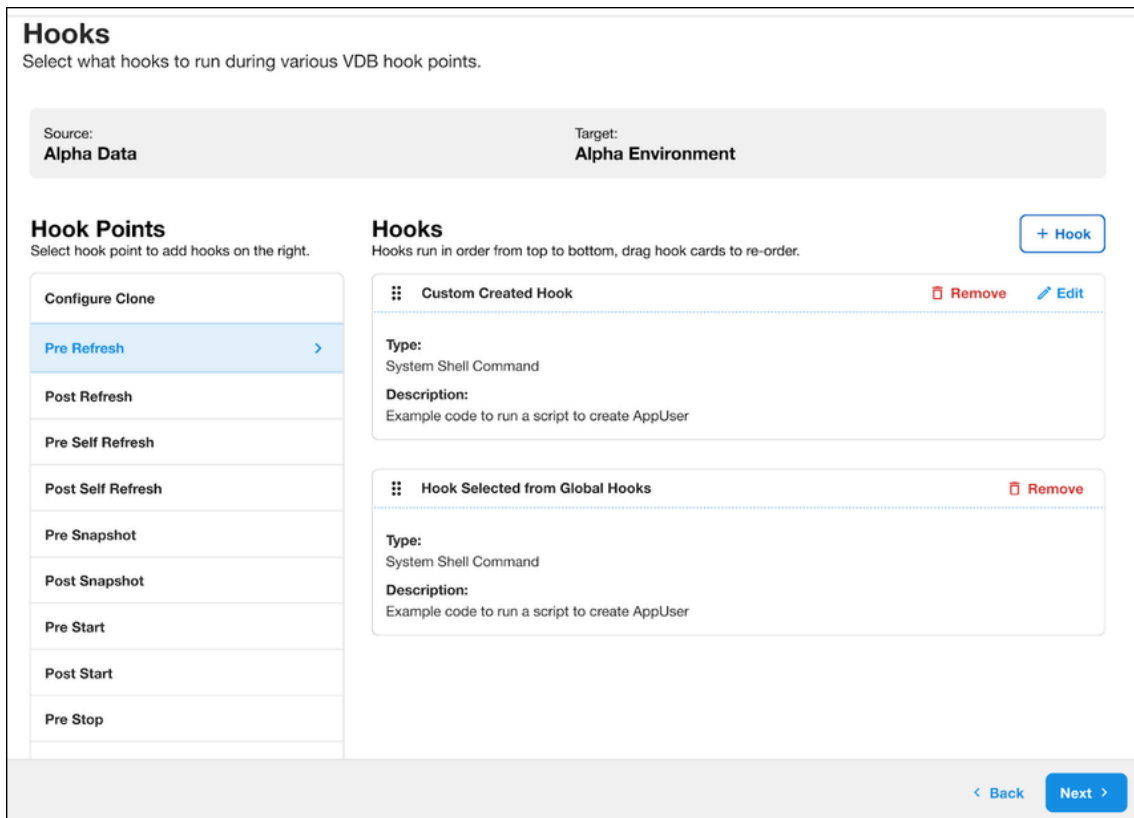 Hooks
Select what hooks to run during various VDB hook points.
Source:
Alpha Data
Target:
Alpha Environment
Hook Points
Select hook point to add hooks on the right.
Configure Clone
Pre Refresh
Post Refresh
Pre Self Refresh
Post Self Refresh
Pre Snapshot
Post Snapshot
Pre Start
Post Start
Pre Stop
Hooks
Hooks run in order from top to bottom, drag hook cards to re-order.
+ Hook
Custom Created Hook
Remove
Edit
Type:
System Shell Command
Description:
Example code to run a script to create AppUser
Hook Selected from Global Hooks
Remove
Type:
System Shell Command
Description:
Example code to run a script to create AppUser
Back
Next